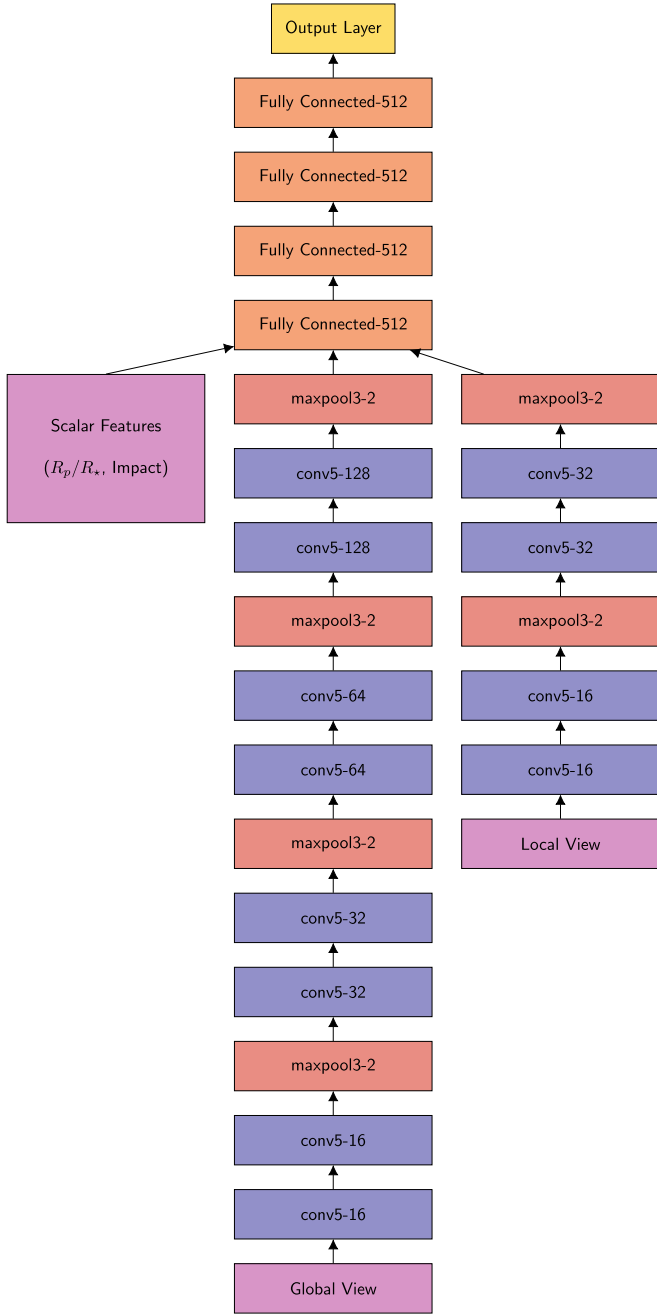 Output Layer
Fully Connected-512
Fully Connected-512
Fully Connected-512
Fully Connected-512
Scalar Features
($R_p/R_\star$, Impact)
maxpool3-2
conv5-128
conv5-128
maxpool3-2
conv5-64
conv5-64
maxpool3-2
conv5-32
conv5-32
maxpool3-2
conv5-16
conv5-16
Global View
maxpool3-2
conv5-32
conv5-32
maxpool3-2
conv5-16
conv5-16
Local View